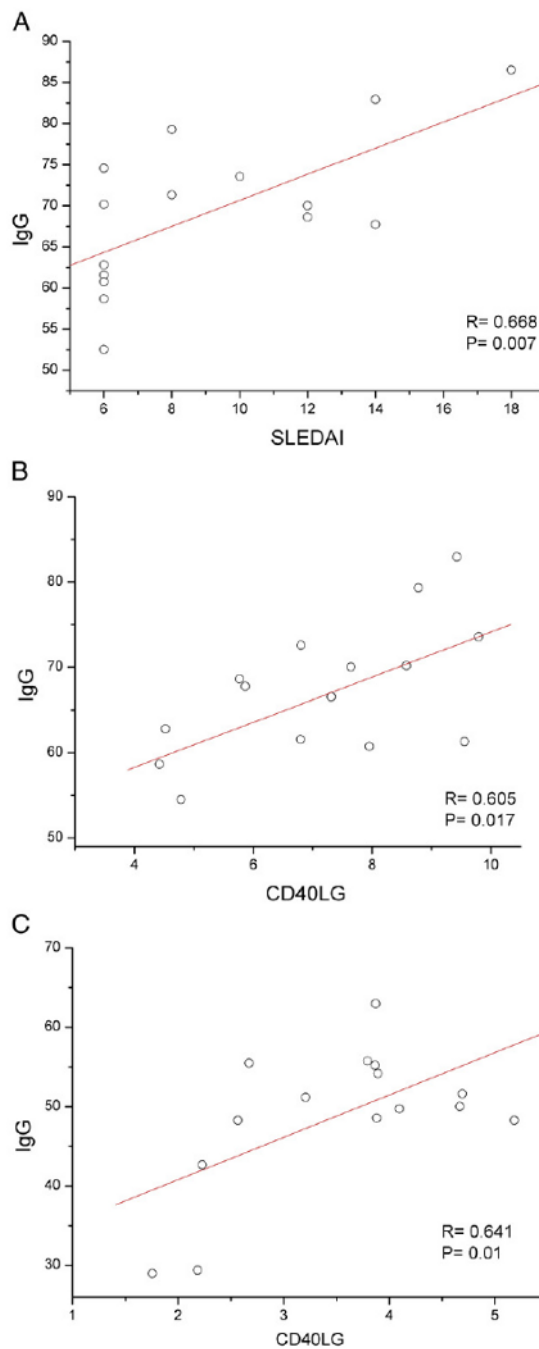 A
90
85
80
75
70
65
60
55
50
IgG
R= 0.668
P= 0.007
6 8 10 12 14 16 18
SLEDAI
B
90
80
70
60
50
IgG
R= 0.605
P= 0.017
4 6 8 10
CD40LG
C
70
60
50
40
30
IgG
R= 0.641
P= 0.01
1 2 3 4 5
CD40LG